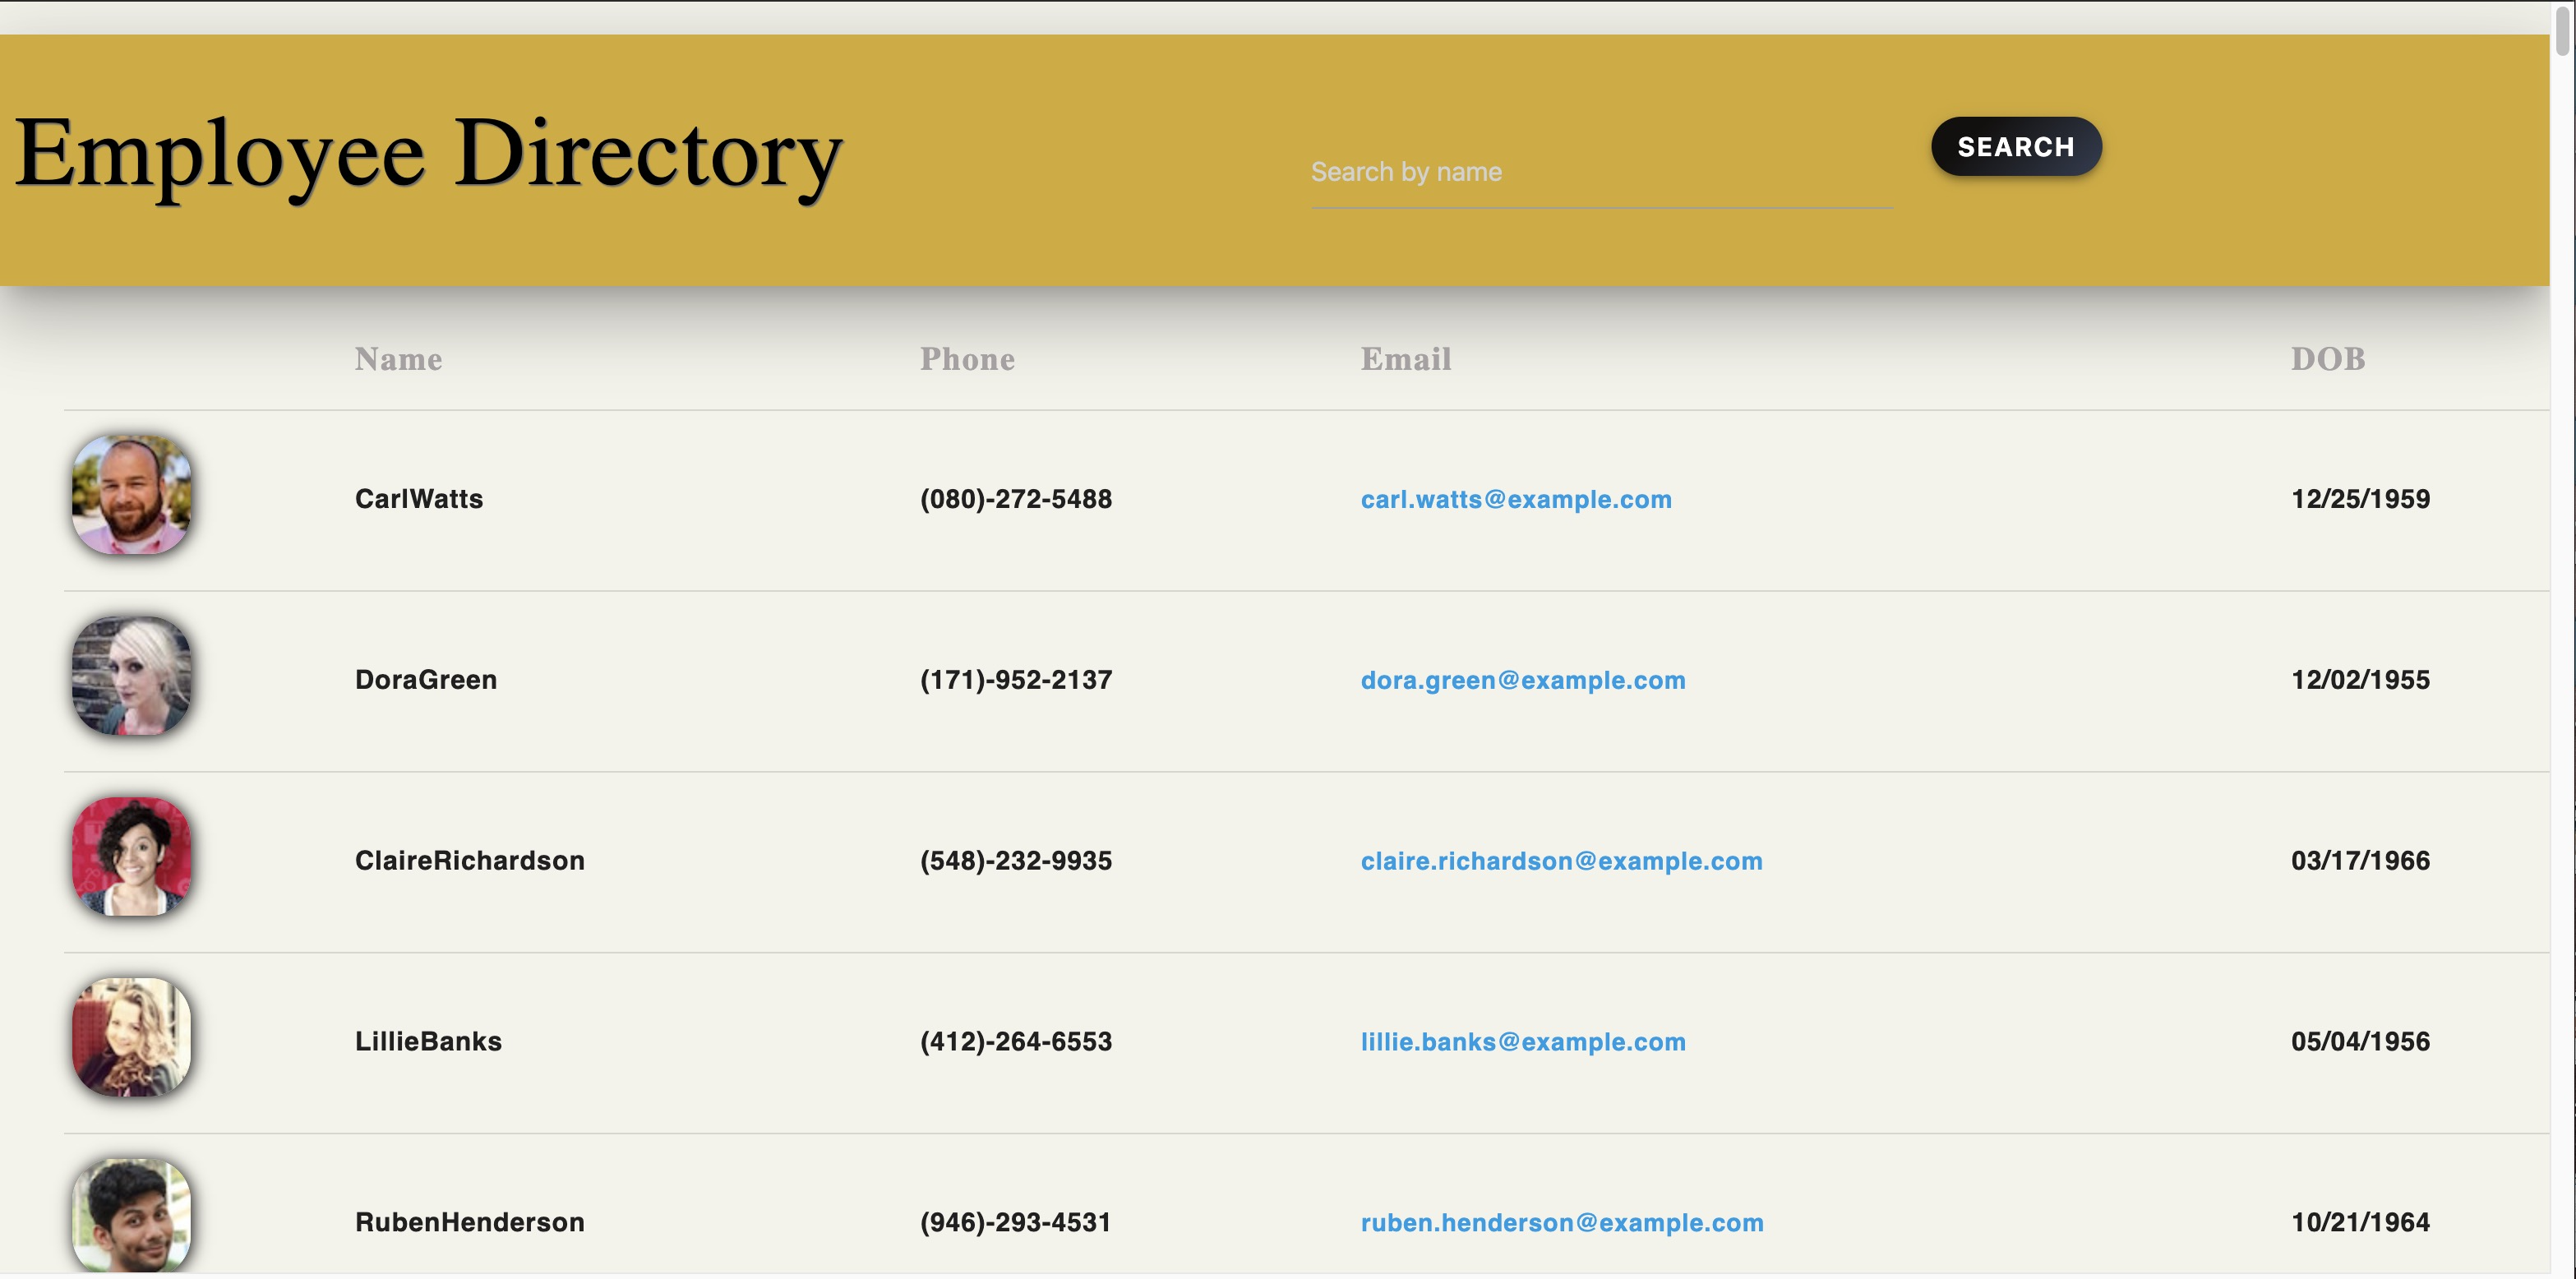 Employee Directory
Search by name
SEARCH
Name Phone Email DOB
CarlWatts (080)-272-5488 carl.watts@example.com 12/25/1959
DoraGreen (171)-952-2137 dora.green@example.com 12/02/1955
ClaireRichardson (548)-232-9935 claire.richardson@example.com 03/17/1966
LillieBanks (412)-264-6553 lillie.banks@example.com 05/04/1956
RubenHenderson (946)-293-4531 ruben.henderson@example.com 10/21/1964